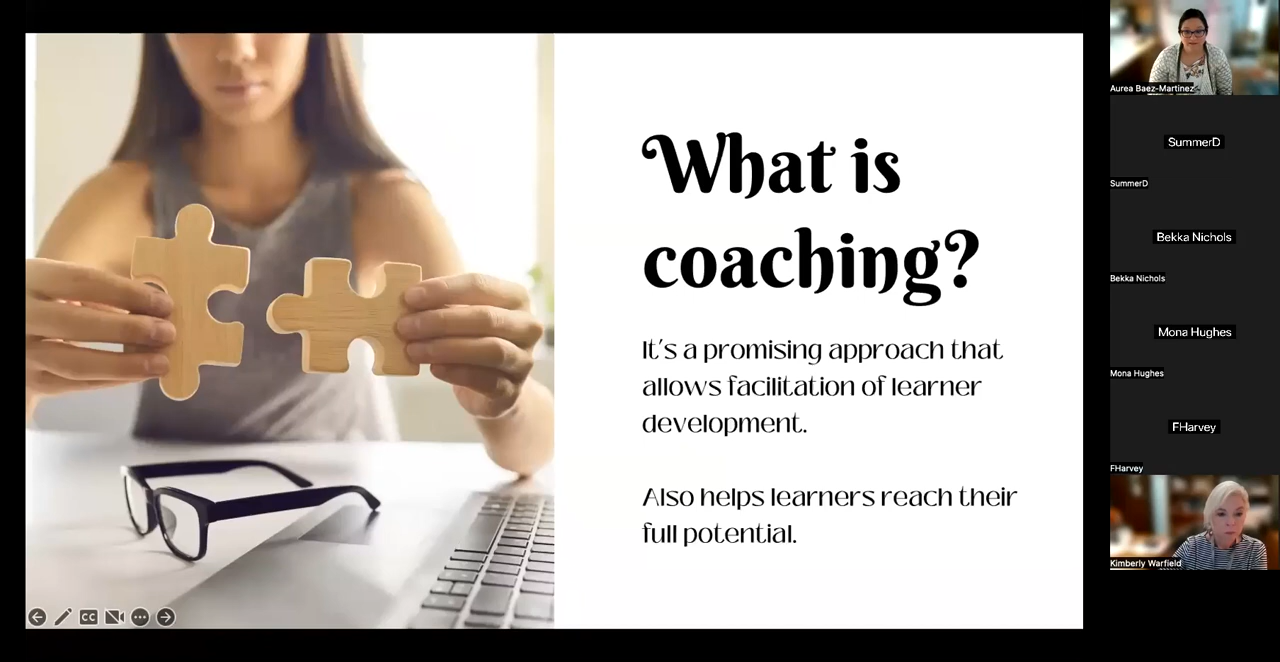 What is
coaching?
It's a promising approach that
allows facilitation of learner
development.
Also helps learners reach their
full potential.
CC
Aurea Baez-Martinez
SummerD
SummerD
Bekka Nichols
Bekka Nichols
Mona Hughes
Mona Hughes
FHarvey
FHarvey
Kimberly Warfield